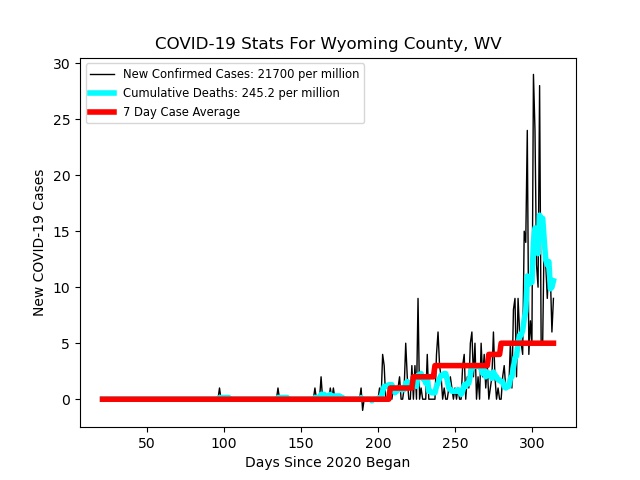 COVID-19 Stats For Wyoming County, WV
New Confirmed Cases: 21700 per million
Cumulative Deaths: 245.2 per million
7 Day Case Average
30
25
20
15
10
5
0
New COVID-19 Cases
50 100 150 200 250 300
Days Since 2020 Began